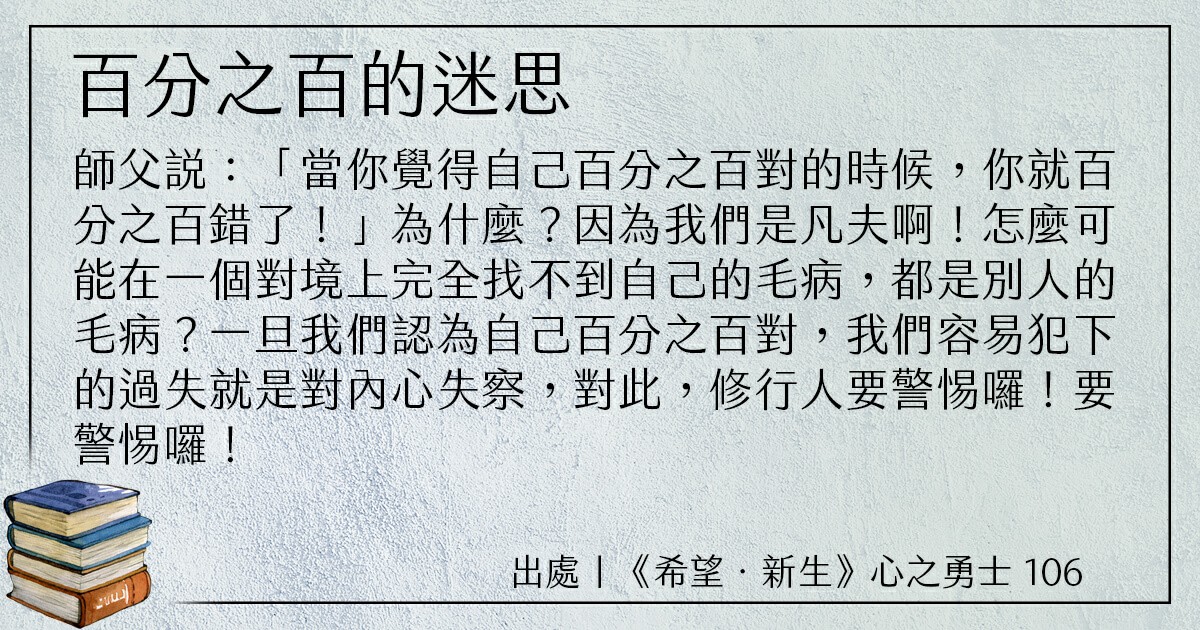 百分之百的迷思
師父説：「當你覺得自己百分之百對的時候，你就百
分之百錯了！」為什麼？因為我們是凡夫啊！怎麼可
能在一個對境上完全找不到自己的毛病，都是別人的
毛病？一旦我們認為自己百分之百對，我們容易犯下
的過失就是對內心失察，對此，修行人要警惕囉！要
警惕囉！
出處｜《希望．新生》心之勇士 106